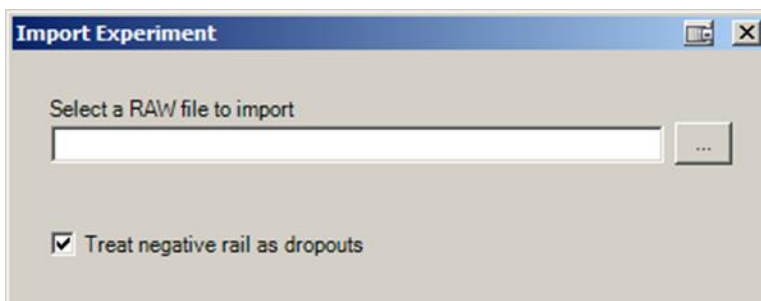 Import Experiment
Select a RAW file to import
...
Treat negative rail as dropouts